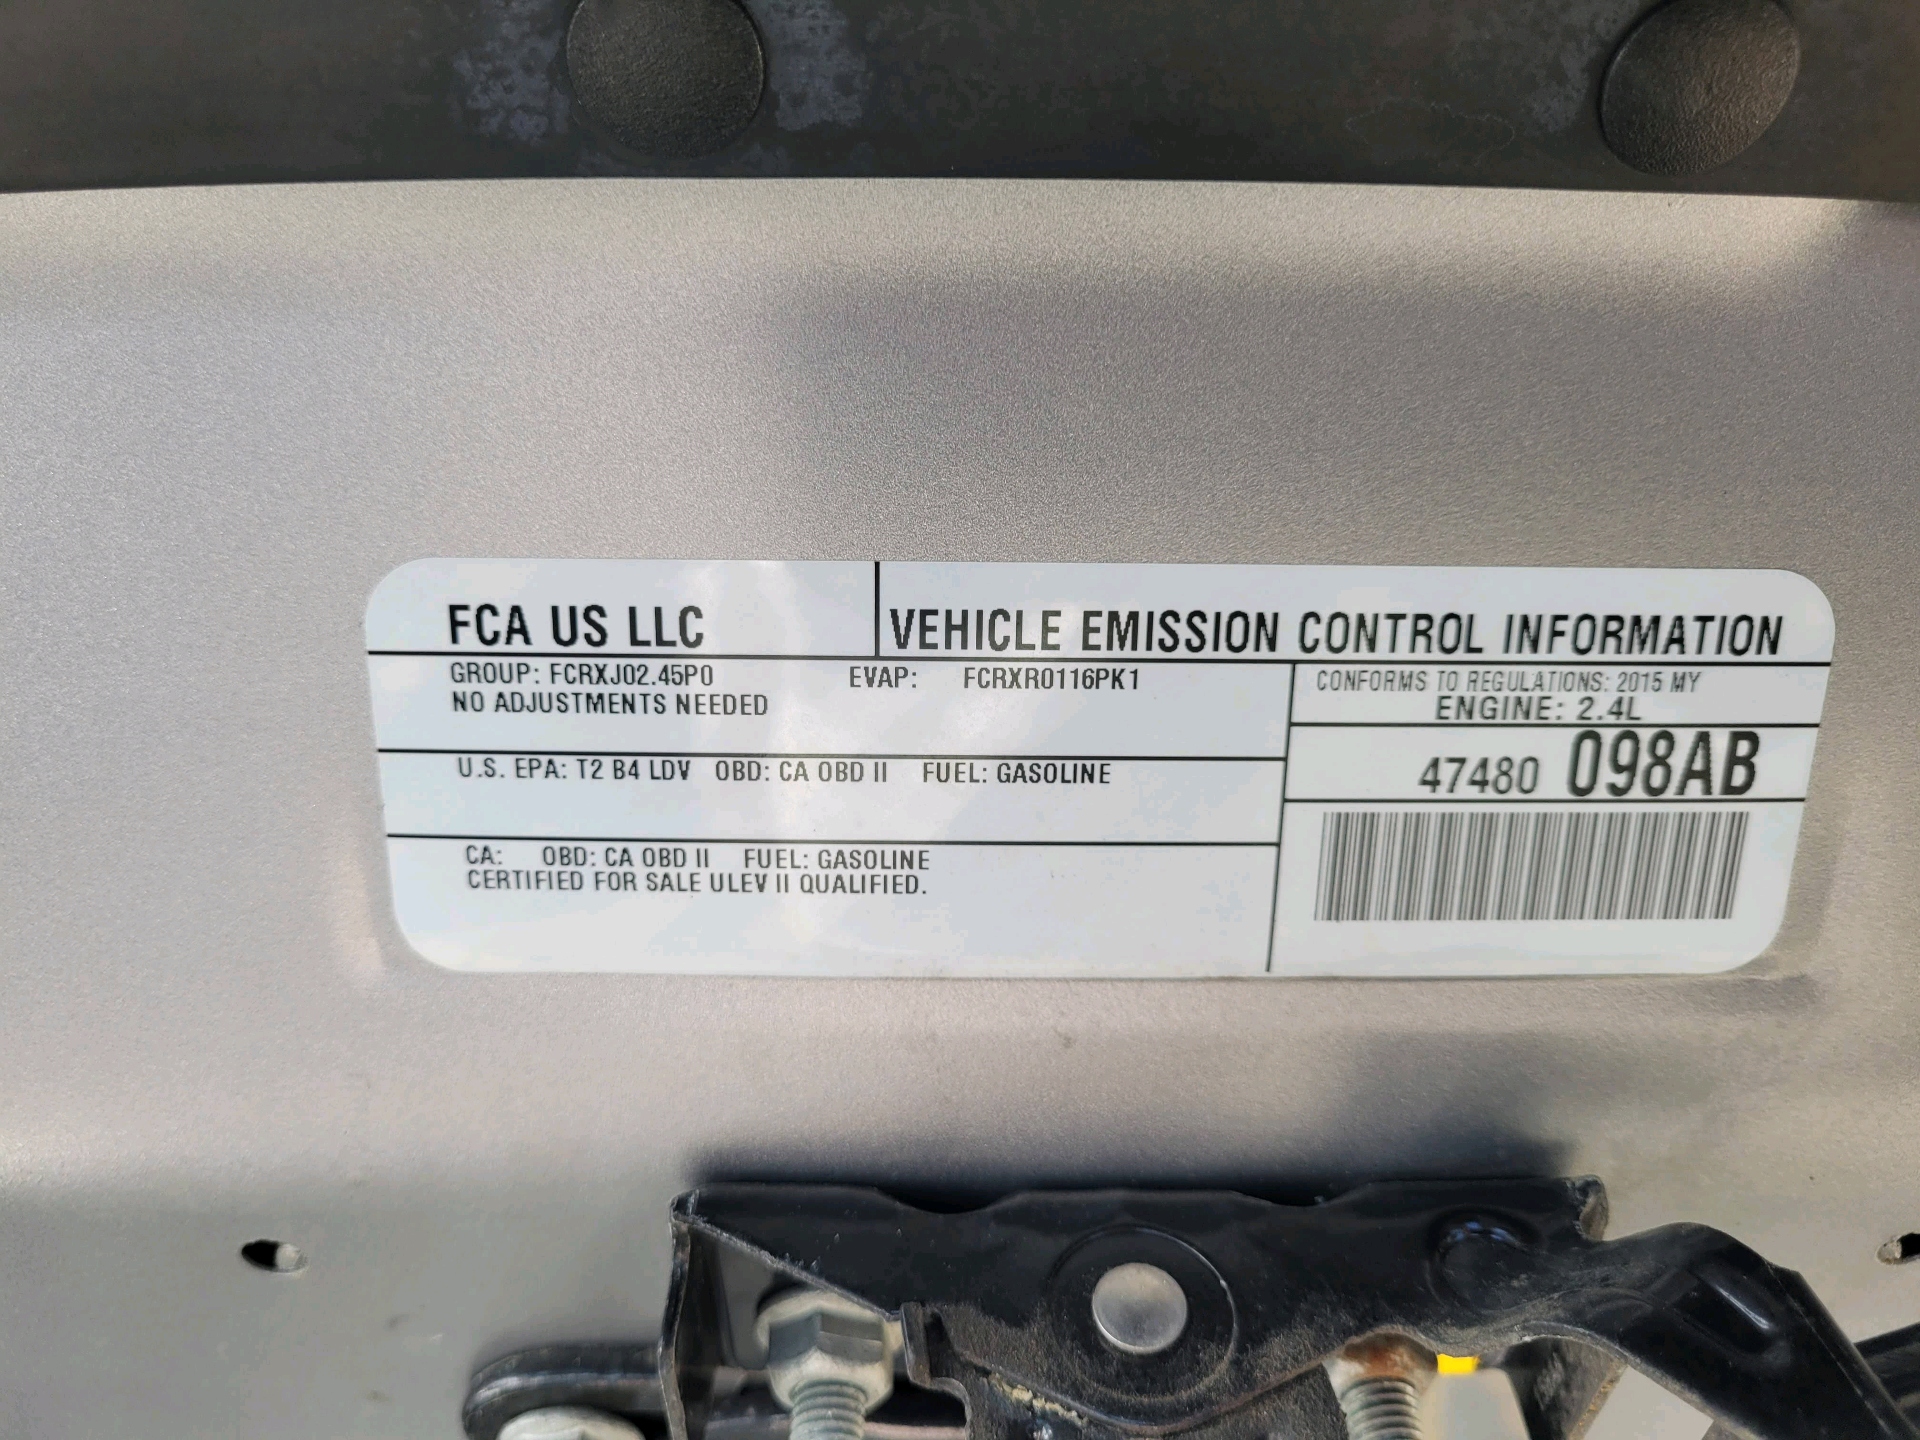 FCA US LLC
VEHICLE EMISSION CONTROL INFORMATION
GROUP: FCRXJ02.45P0 EVAP: FCRXR0116PK1
NO ADJUSTMENTS NEEDED
CONFORMS TO REGULATIONS: 2015 MY
ENGINE: 2.4L
U.S. EPA: T2 B4 LDV OBD: CA OBD II FUEL: GASOLINE
47480 098AB
CA: OBD: CA OBD II FUEL: GASOLINE
CERTIFIED FOR SALE ULEV II QUALIFIED.